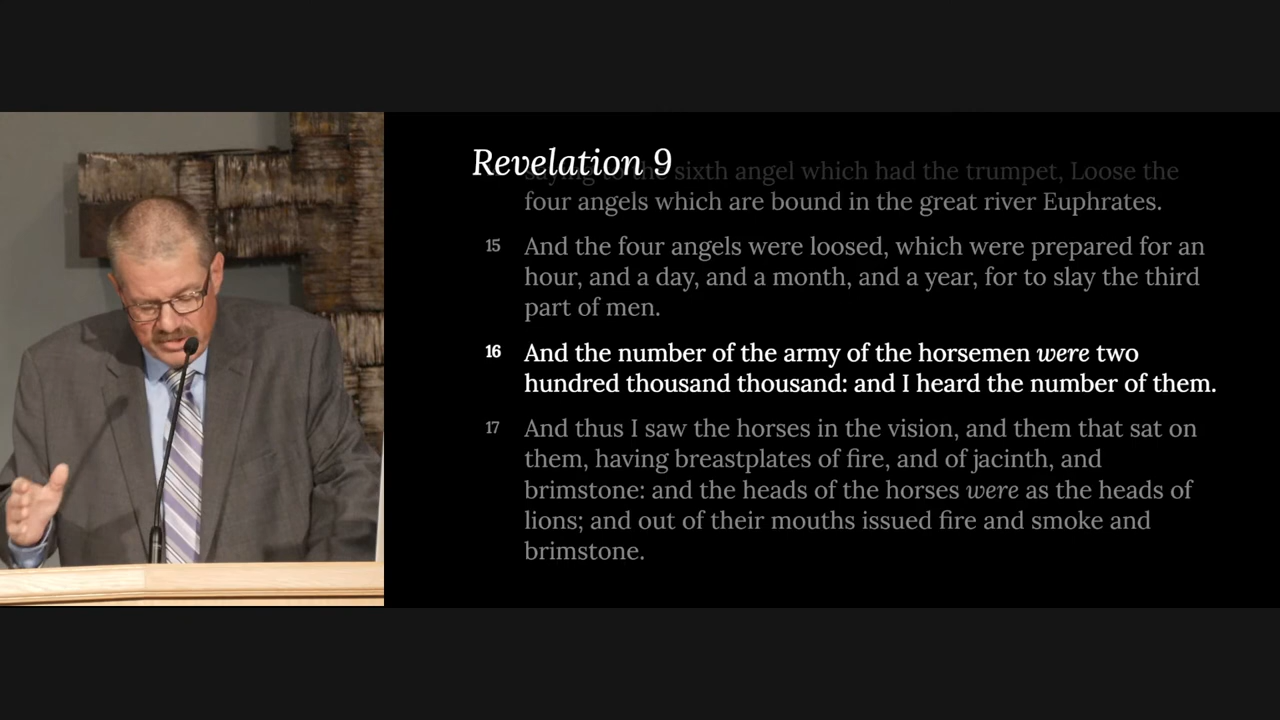 Revelation 9
saying to the sixth angel which had the trumpet, Loose the
four angels which are bound in the great river Euphrates.
15 And the four angels were loosed, which were prepared for an
hour, and a day, and a month, and a year, for to slay the third
part of men.
16 And the number of the army of the horsemen were two
hundred thousand thousand: and I heard the number of them.
17 And thus I saw the horses in the vision, and them that sat on
them, having breastplates of fire, and of jacinth, and
brimstone: and the heads of the horses were as the heads of
lions; and out of their mouths issued fire and smoke and
brimstone.